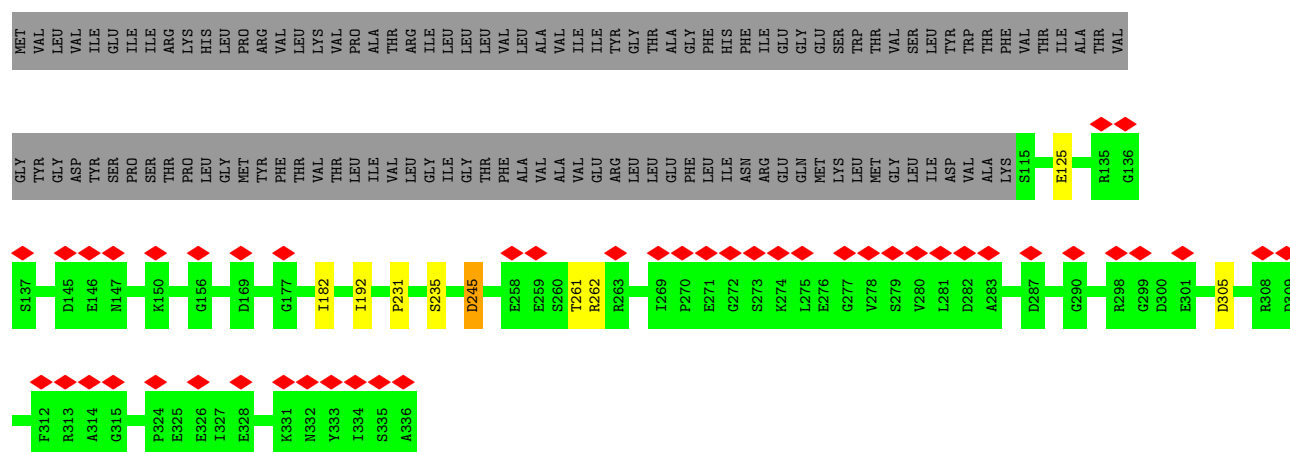 MET VAL LEU VAL ILE GLU ILE ILE ARG LYS HIS LEU PRO ARG VAL LEU LYS VAL PRO ALA THR ARG ILE LEU LEU LEU VAL LEU ALA VAL ILE ILE TYR GLY THR ALA GLY PHE HIS PHE ILE GLU GLY GLU SER TRP THR VAL SER LEU TYR TRP THR PHE VAL THR ILE ALA THR VAL
GLY TYR GLY ASP TYR SER PRO SER THR PRO LEU GLY MET TYR PHE THR VAL THR LEU ILE VAL LEU GLY ILE GLY THR PHE ALA VAL ALA VAL GLU ARG LEU LEU GLU PHE LEU ILE ASN ARG GLU GLN MET LYS LEU MET GLY LEU ILE ASP VAL ALA LYS S115 E125 R135 G136
S137 D145 E146 N147 K150 G156 D169 G177 I182 I192 P231 S235 D245 E258 E259 S260 T261 R262 R263 I269 P270 E271 G272 S273 K274 L275 E276 G277 V278 S279 V280 L281 D282 A283 D287 G290 R298 G299 D300 E301 D305 R308
F312 R313 A314 G315 P324 E325 E326 I327 E328 K331 N332 Y333 I334 S335 A336